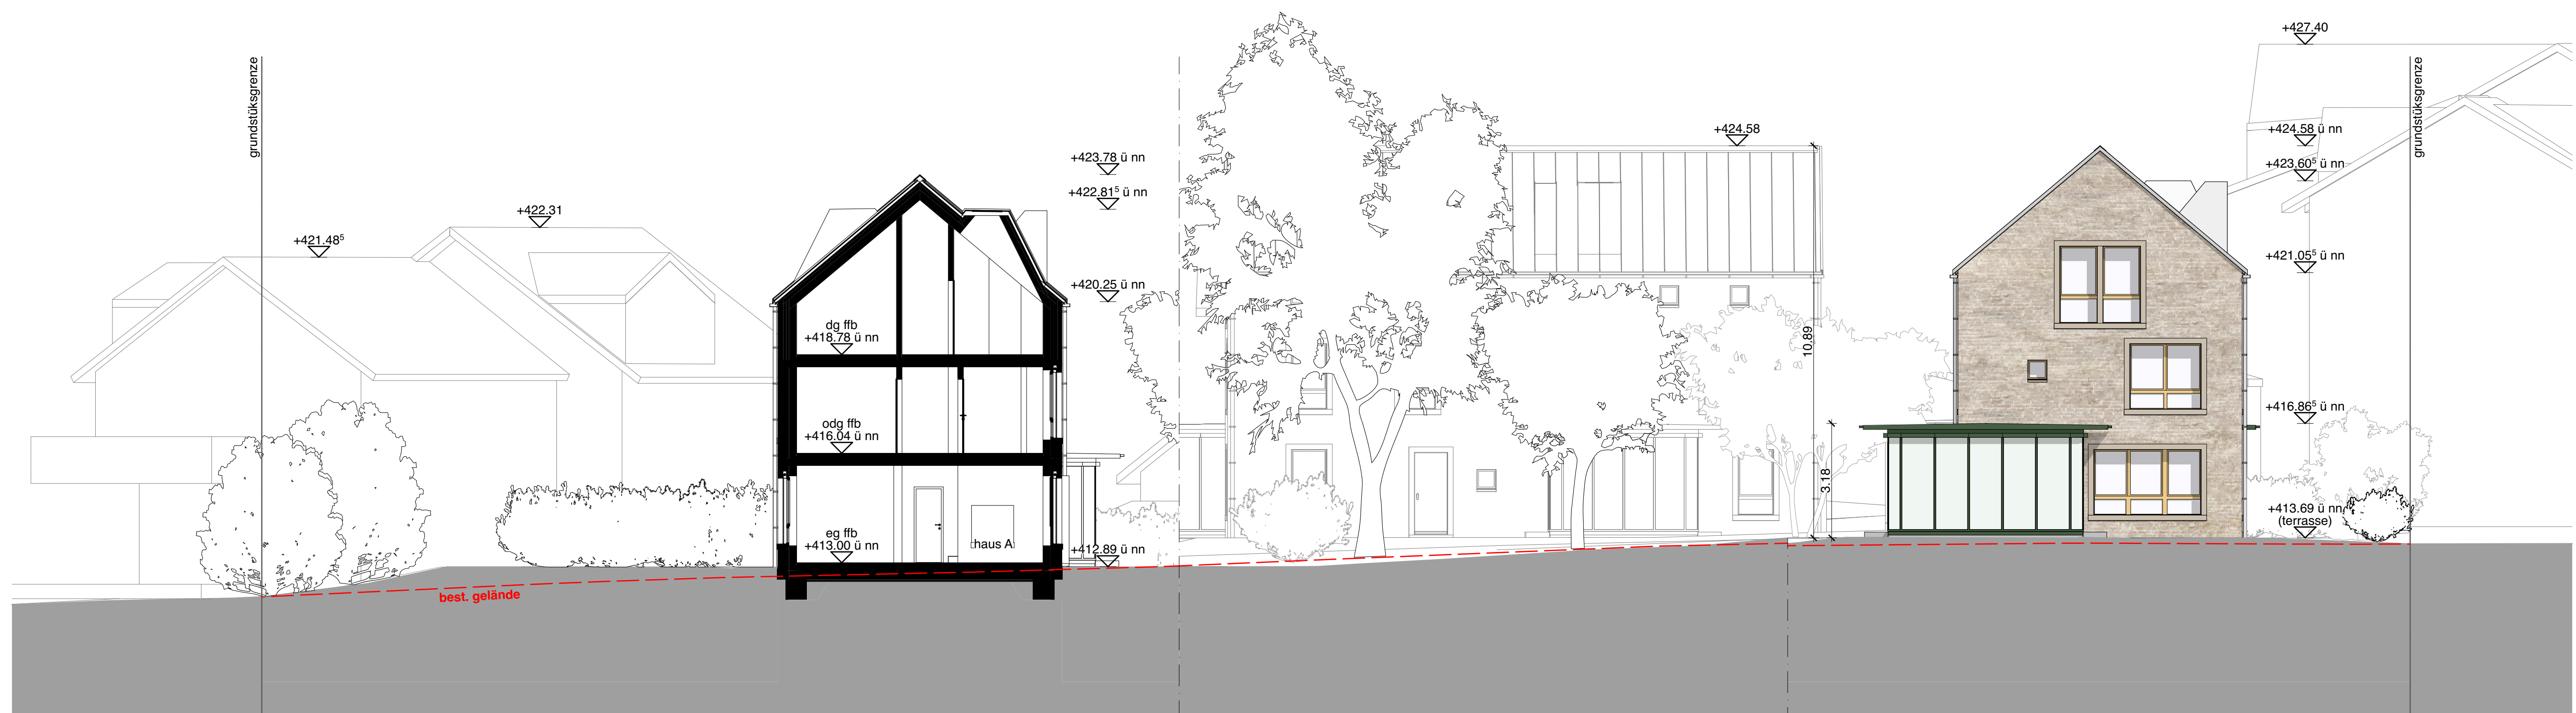 grundstüksgrenze
+421.48⁵
+422.31
dg ffb
+418.78 ü nn
odg ffb
+416.04 ü nn
eg ffb
+413.00 ü nn
haus A
best. gelände
+423.78 ü nn
+422.81⁵ ü nn
+420.25 ü nn
+412.89 ü nn
+424.58
10.89
3.18
+427.40
+424.58 ü nn
+423.60⁵ ü nn
+421.05⁵ ü nn
+416.86⁵ ü nn
+413.69 ü nn
(terrasse)
grundstüksgrenze